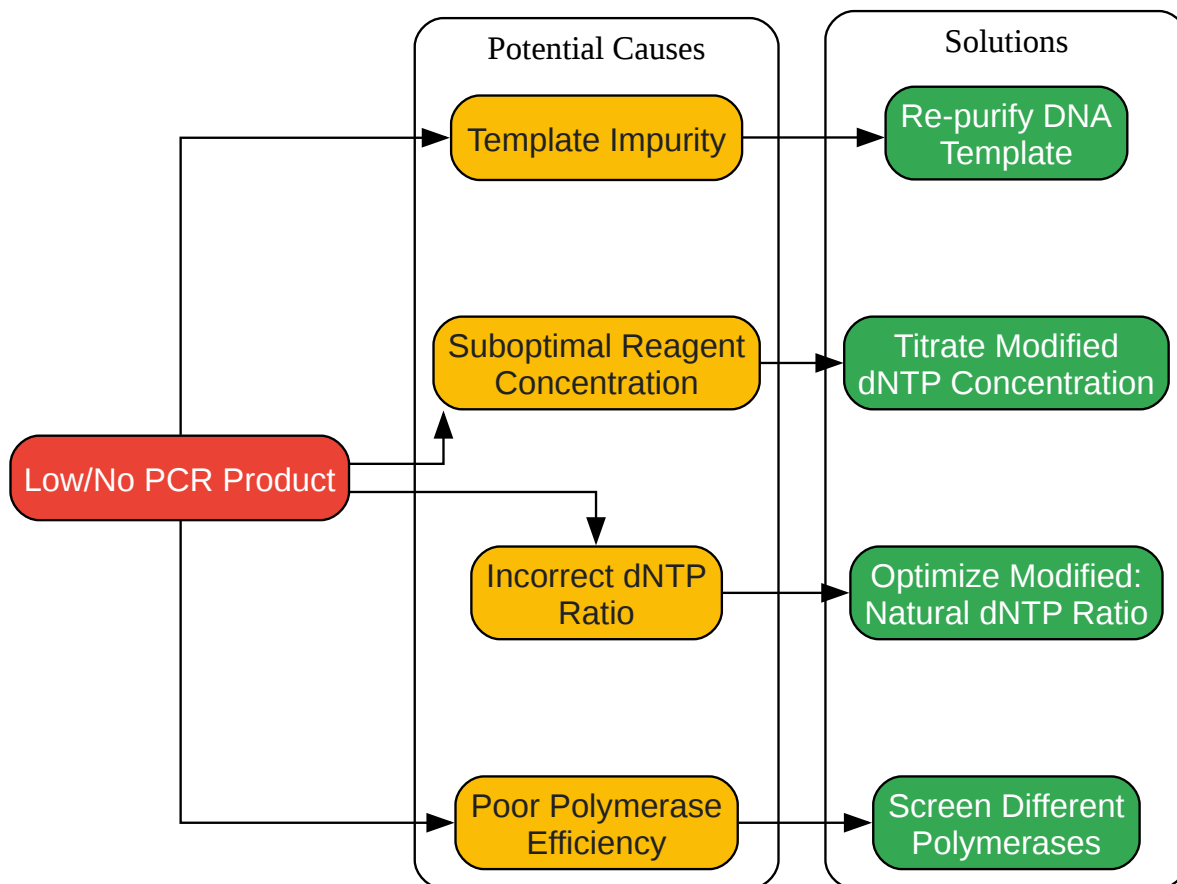 Potential Causes
Solutions
Template Impurity
Re-purify DNA
Template
Suboptimal Reagent
Concentration
Titrate Modified
dNTP Concentration
Low/No PCR Product
Incorrect dNTP
Ratio
Optimize Modified:
Natural dNTP Ratio
Poor Polymerase
Efficiency
Screen Different
Polymerases